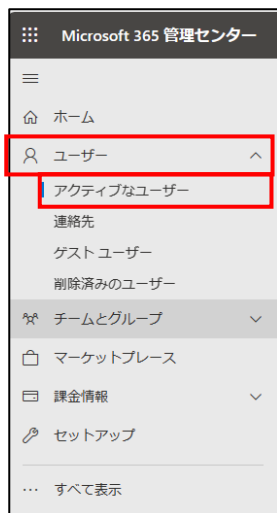 Microsoft 365 管理センター
ホーム
ユーザー
アクティブなユーザー
連絡先
ゲスト ユーザー
削除済みのユーザー
チームとグループ
マーケットプレース
課金情報
セットアップ
… すべて表示